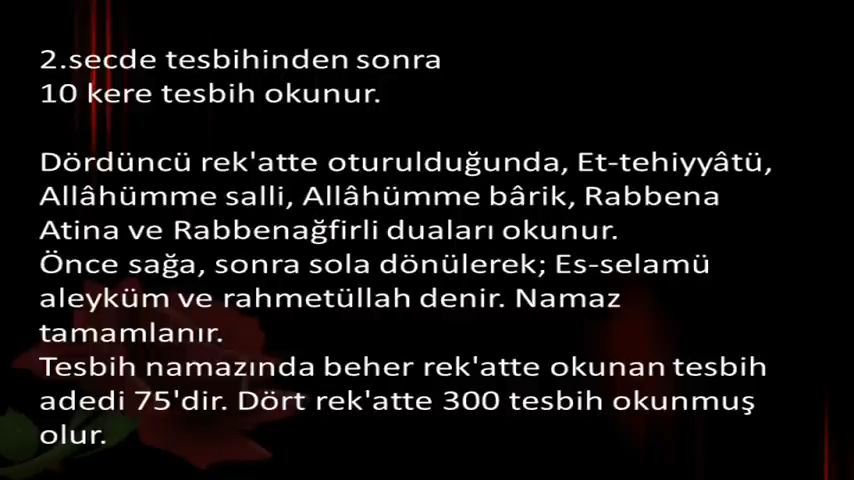 2.secde tesbihinden sonra
10 kere tesbih okunur.
Dördüncü rek'atte oturulduğunda, Et-tehiyyâtü,
Allâhümme salli, Allâhümme bârik, Rabbena
Atina ve Rabbenağfirli duaları okunur.
Önce sağa, sonra sola dönülerek; Es-selamü
aleyküm ve rahmetüllah denir. Namaz
tamamlanır.
Tesbih namazında beher rek'atte okunan tesbih
adedi 75'dir. Dört rek'atte 300 tesbih okunmuş
olur.